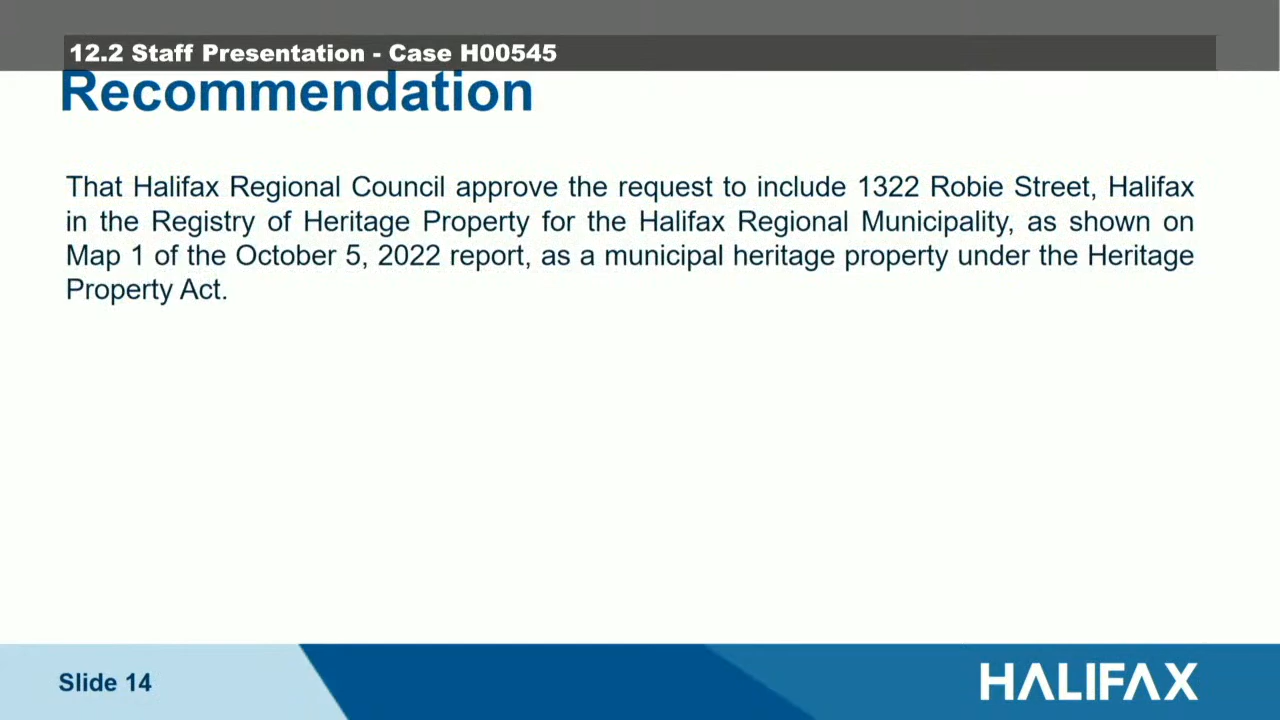 12.2 Staff Presentation - Case H00545
Recommendation
That Halifax Regional Council approve the request to include 1322 Robie Street, Halifax
in the Registry of Heritage Property for the Halifax Regional Municipality, as shown on
Map 1 of the October 5, 2022 report, as a municipal heritage property under the Heritage
Property Act.
Slide 14
HALIFAX